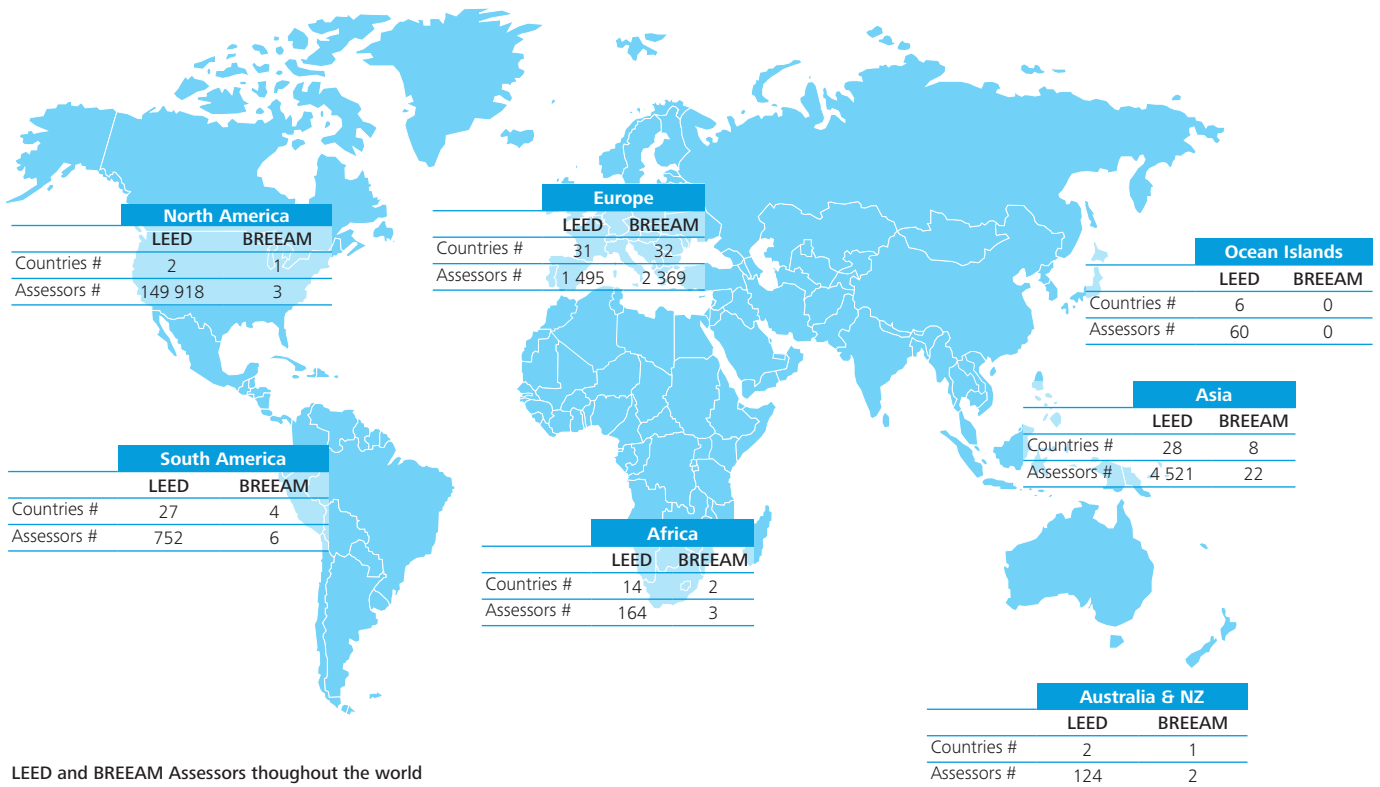 North America
LEED BREEAM
Countries # 2 1
Assessors # 149 918 3
Europe
LEED BREEAM
Countries # 31 32
Assessors # 1 495 2 369
Ocean Islands
LEED BREEAM
Countries # 6 0
Assessors # 60 0
Asia
LEED BREEAM
Countries # 28 8
Assessors # 4 521 22
South America
LEED BREEAM
Countries # 27 4
Assessors # 752 6
Africa
LEED BREEAM
Countries # 14 2
Assessors # 164 3
Australia & NZ
LEED BREEAM
Countries # 2 1
Assessors # 124 2
LEED and BREEAM Assessors thoughout the world